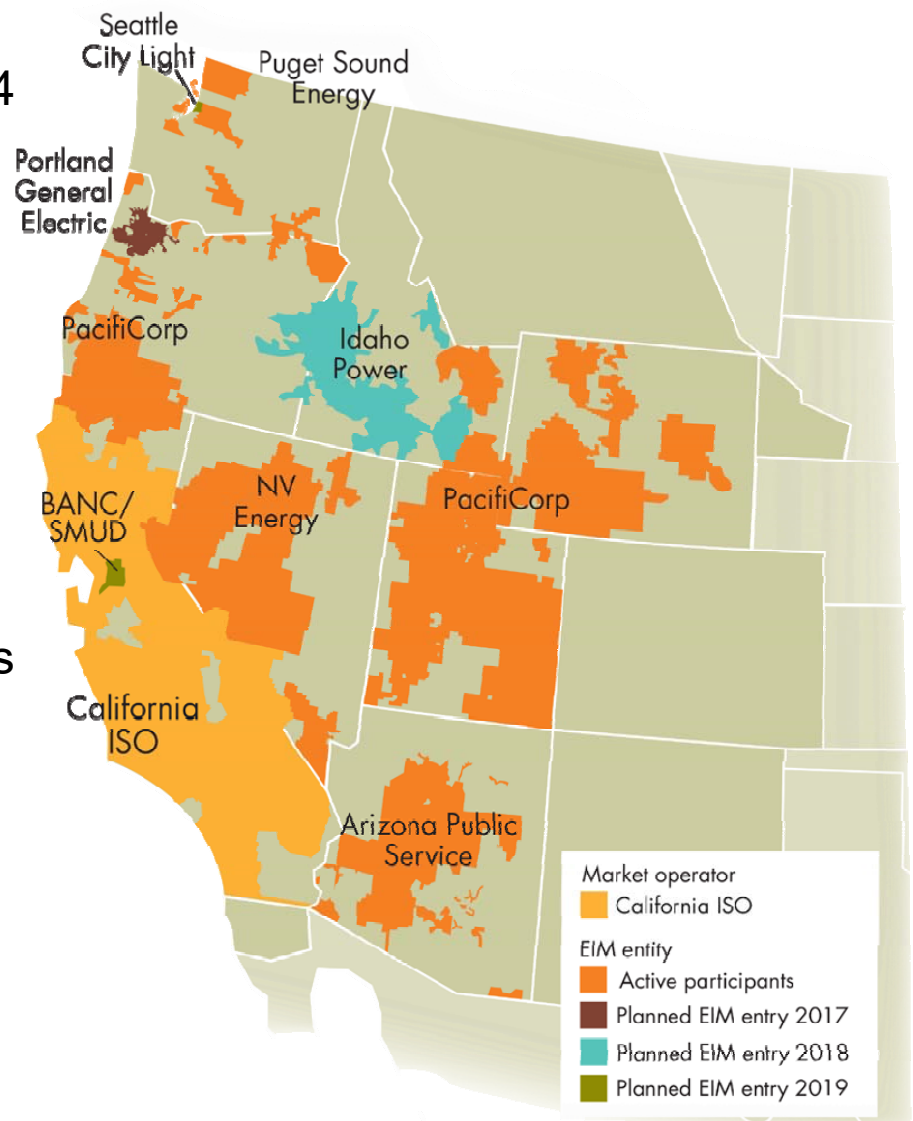 Seattle
City Light
Puget Sound
Energy
4
Portland
General
Electric
PacifiCorp
Idaho
Power
NV
Energy
PacifiCorp
BANC/
SMUD
s
California
ISO
Arizona Public
Service
Market operator
California ISO
EIM entity
Active participants
Planned EIM entry 2017
Planned EIM entry 2018
Planned EIM entry 2019